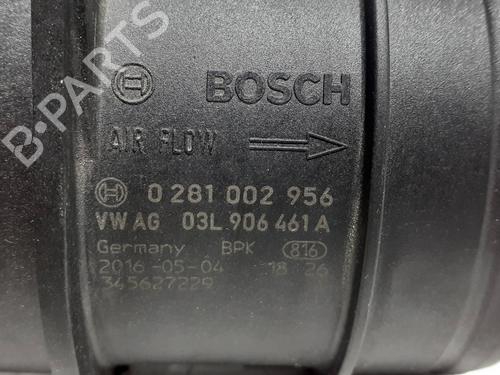 B-PARTS
BOSCH
AIR FLOW
0 281 002 956
VW AG 03L 906 461 A
Germany BPK 816
2016-05-04 18 26
345627229